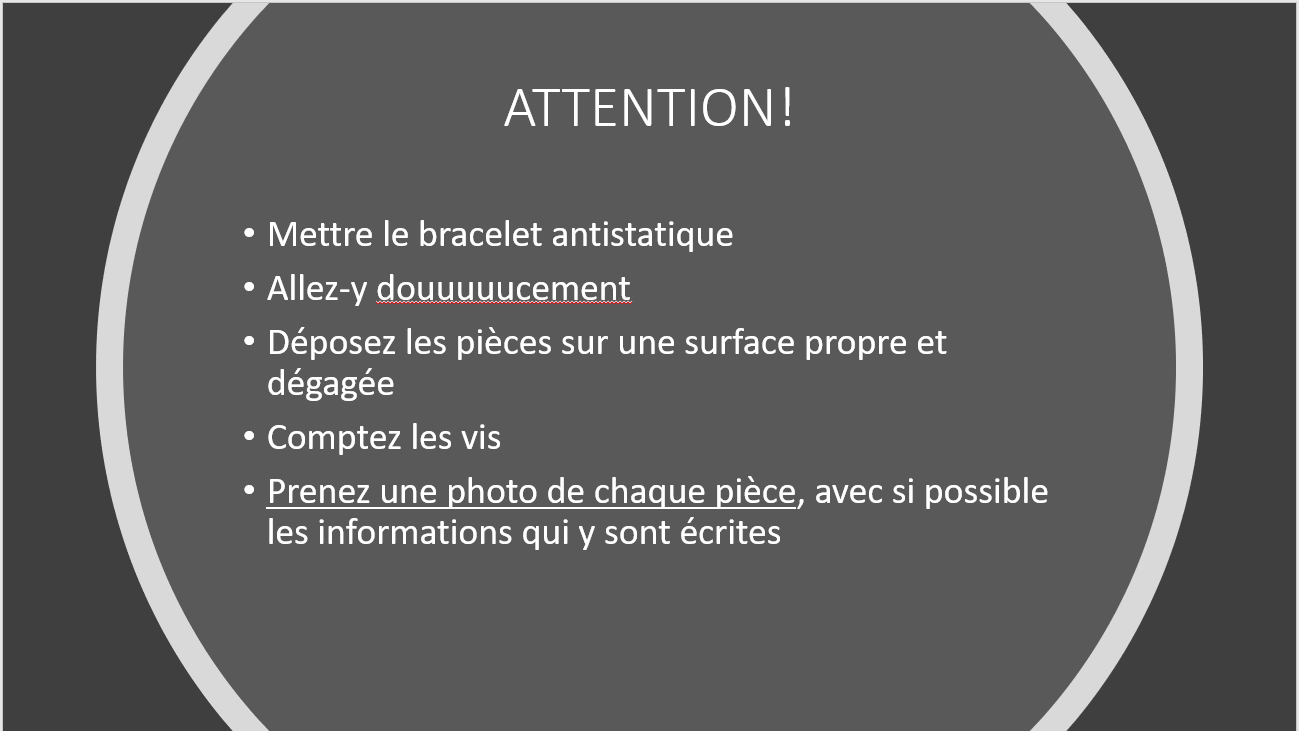 ATTENTION!
• Mettre le bracelet antistatique
• Allez-y douuuuucement
• Déposez les pièces sur une surface propre et
dégagée
• Comptez les vis
• Prenez une photo de chaque pièce, avec si possible
les informations qui y sont écrites